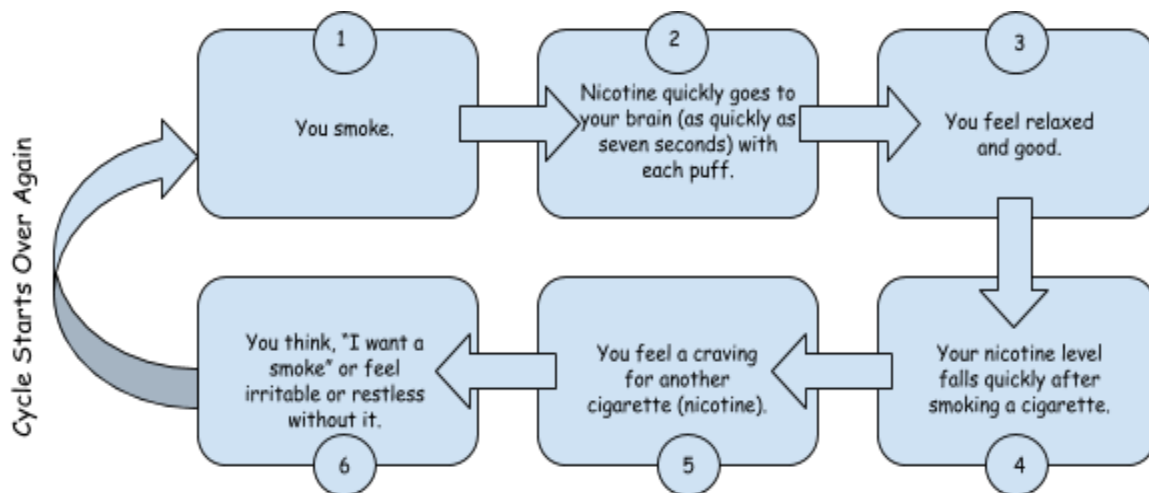 1
You smoke.
2
Nicotine quickly goes to
your brain (as quickly as
seven seconds) with
each puff.
3
You feel relaxed
and good.
Your nicotine level
falls quickly after
smoking a cigarette.
4
You feel a craving
for another
cigarette (nicotine).
5
You think, "I want a
smoke" or feel
irritable or restless
without it.
6
Cycle Starts Over Again